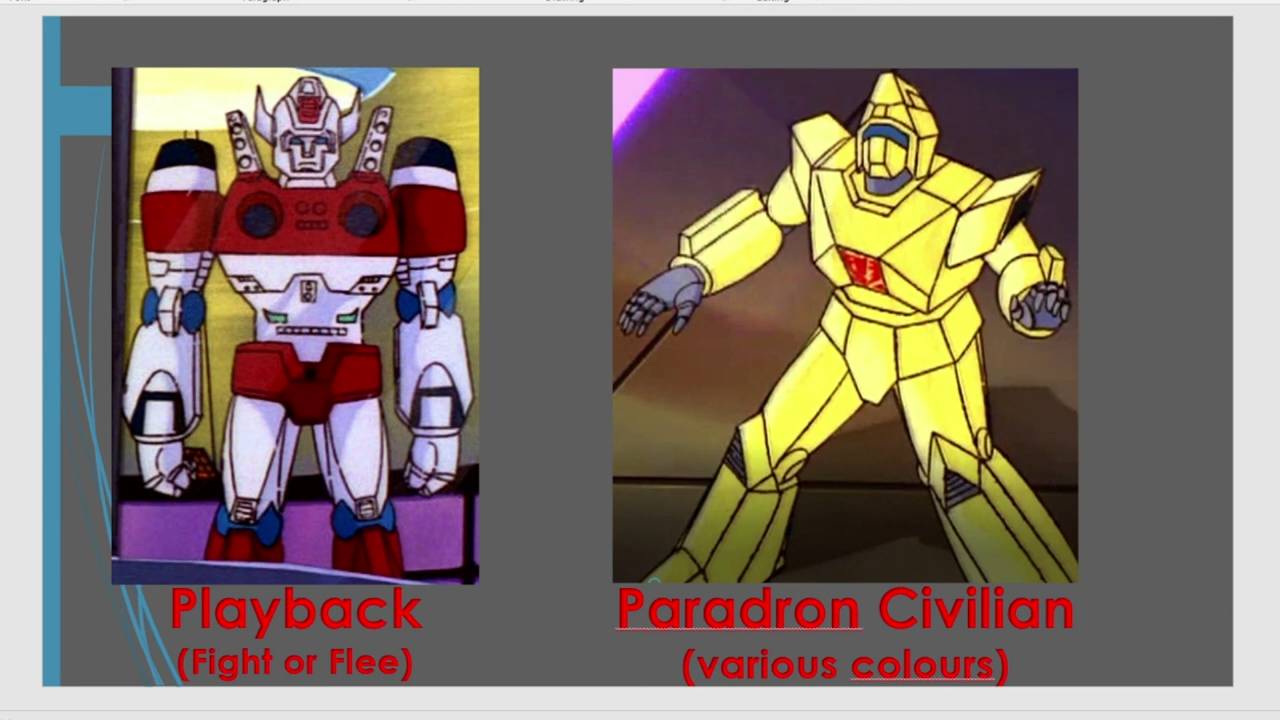 Playback
(Fight or Flee)
Paradron Civilian
(various colours)